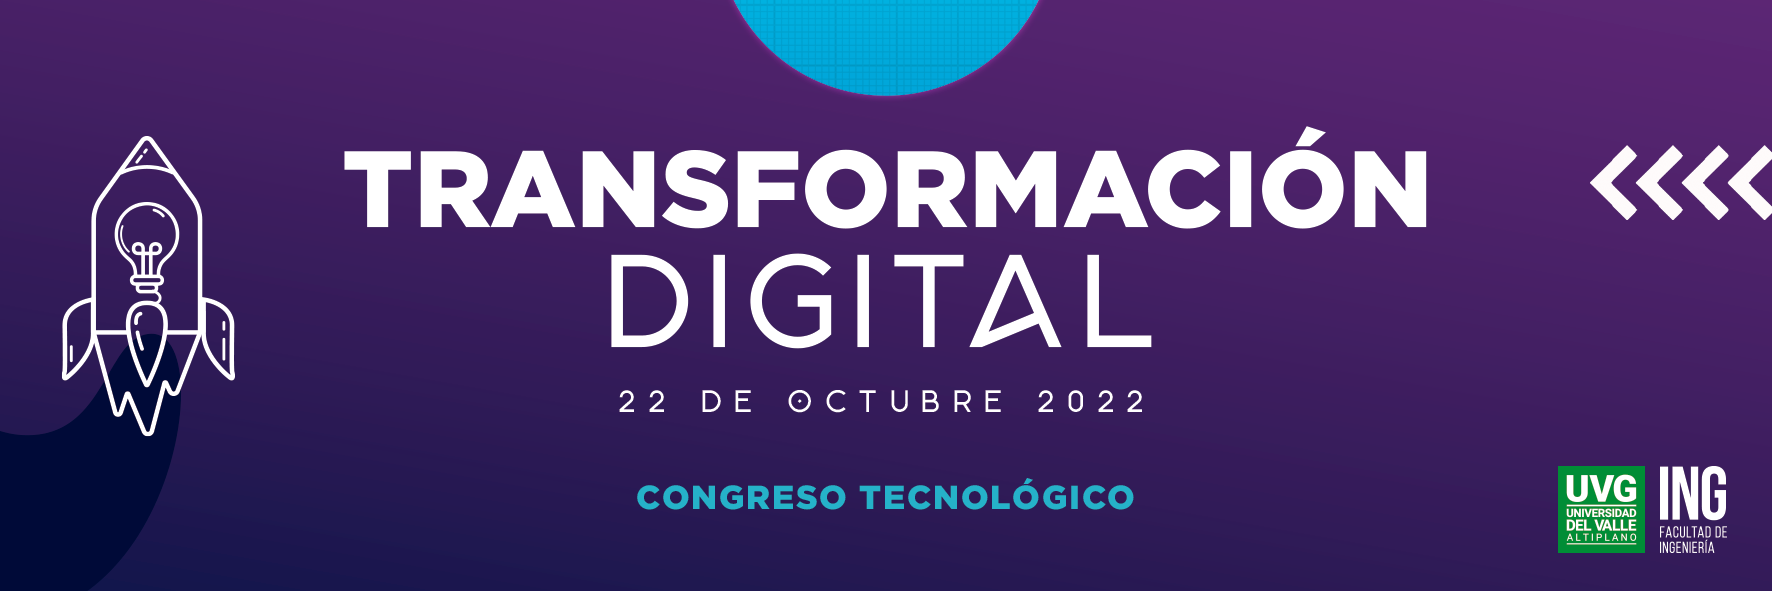 TRANSFORMACIÓN
DIGITAL
22 DE OCTUBRE 2022
CONGRESO TECNOLÓGICO
UVG
UNIVERSIDAD
DEL VALLE
ALTIPLANO
ING
FACULTAD DE
INGENIERÍA